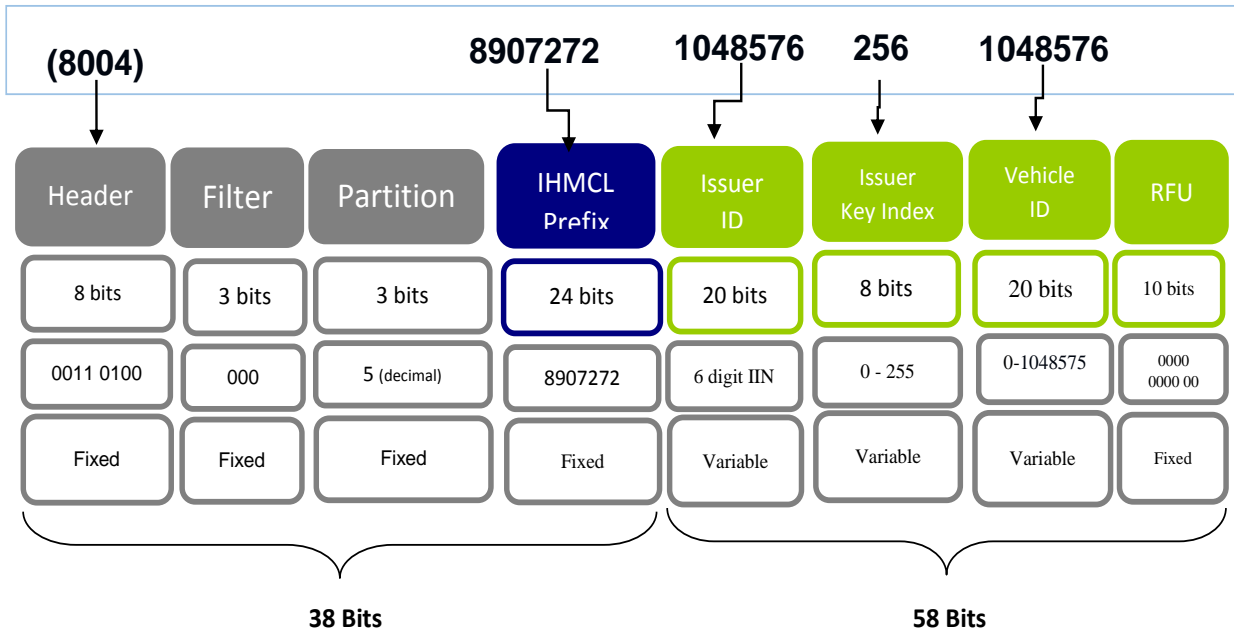 (8004) 8907272 1048576 256 1048576
Header Filter Partition IHMCL Prefix Issuer ID Issuer Key Index Vehicle ID RFU
8 bits 3 bits 3 bits 24 bits 20 bits 8 bits 20 bits 10 bits
0011 0100 000 5 (decimal) 8907272 6 digit IIN 0 - 255 0-1048575 0000 0000 00
Fixed Fixed Fixed Fixed Variable Variable Variable Fixed
38 Bits 58 Bits